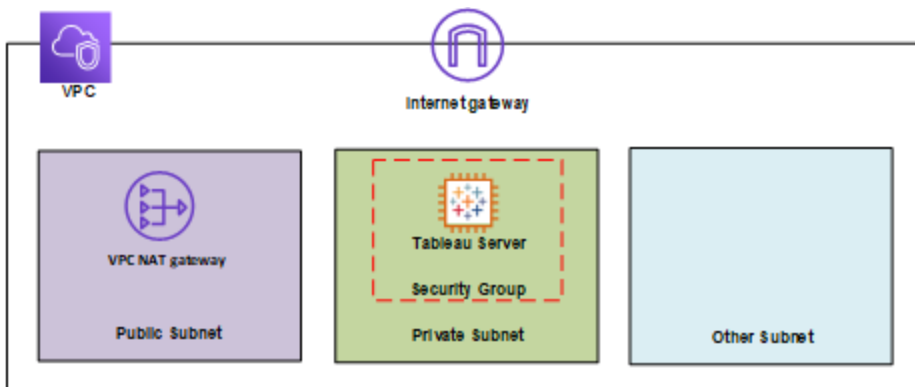 VPC
Internet gateway
VPC NAT gateway
Public Subnet
Tableau Server
Security Group
Private Subnet
Other Subnet